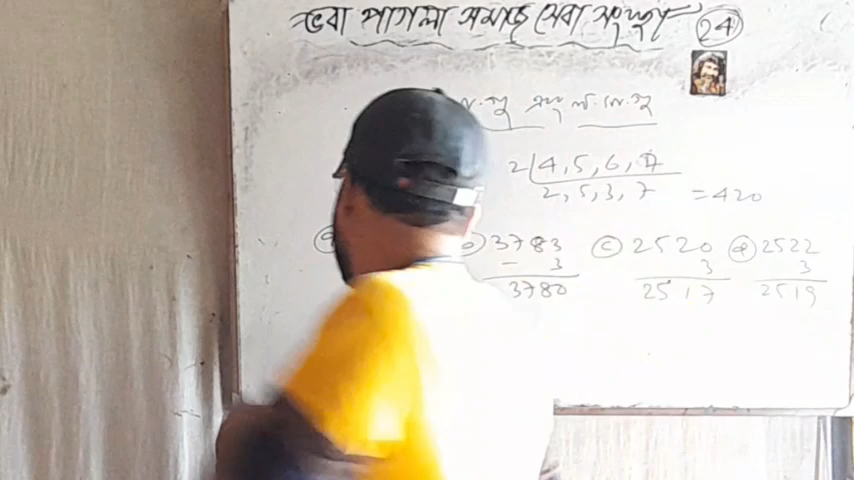 ভবা পাগলা সমাজ সেবা সংঘ 24
সা.গু এবং ল.সা.গু
2 4, 5, 6, 7
2, 5, 3, 7 = 420
3783 c 2520 d 2522
- 3 3 3
3780 2517 2519